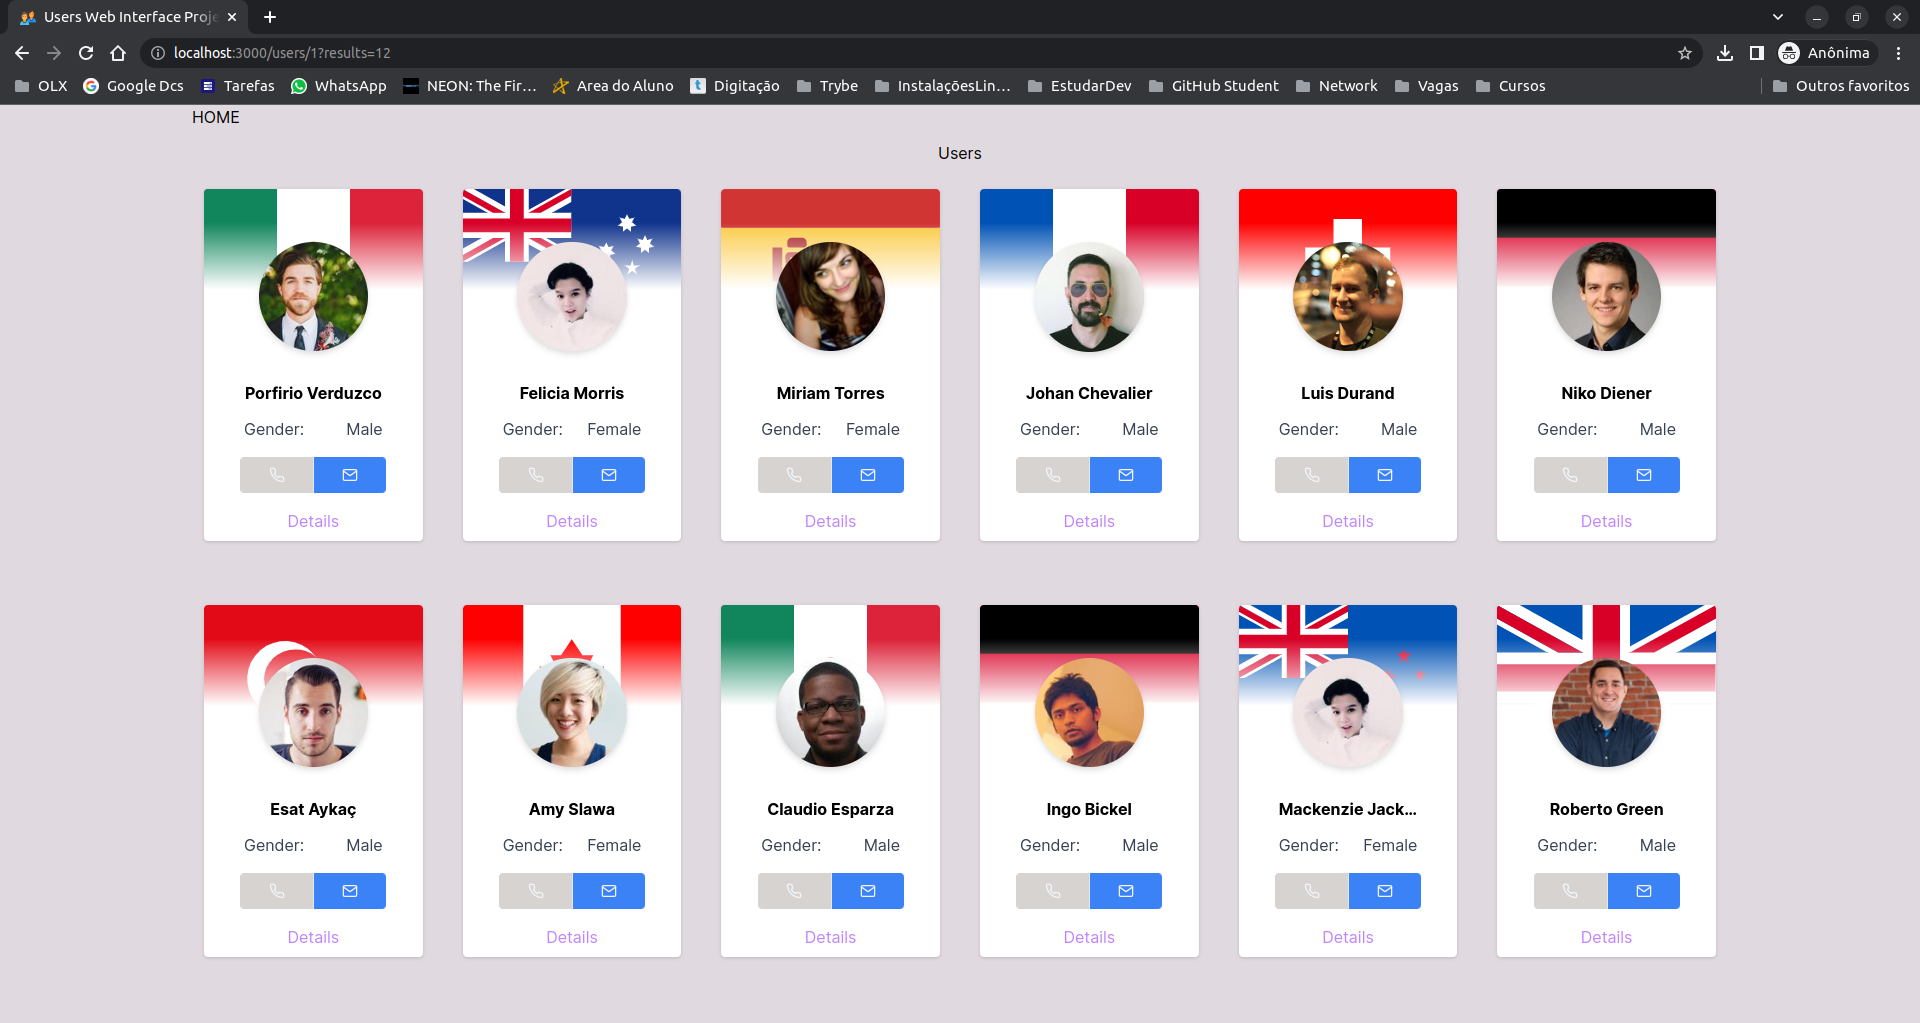 Users Web Interface Proje
localhost:3000/users/1?results=12
Anônima
OLX
Google Dcs
Tarefas
WhatsApp
NEON: The Fir...
Area do Aluno
Digitação
Trybe
InstalaçõesLin...
EstudarDev
GitHub Student
Network
Vagas
Cursos
Outros favoritos
HOME
Users
Porfirio Verduzco
Felicia Morris
Miriam Torres
Johan Chevalier
Luis Durand
Niko Diener
Gender: Male
Gender: Female
Gender: Female
Gender: Male
Gender: Male
Gender: Male
Details
Details
Details
Details
Details
Details
Esat Aykaç
Amy Slawa
Claudio Esparza
Ingo Bickel
Mackenzie Jack...
Roberto Green
Gender: Male
Gender: Female
Gender: Male
Gender: Male
Gender: Female
Gender: Male
Details
Details
Details
Details
Details
Details